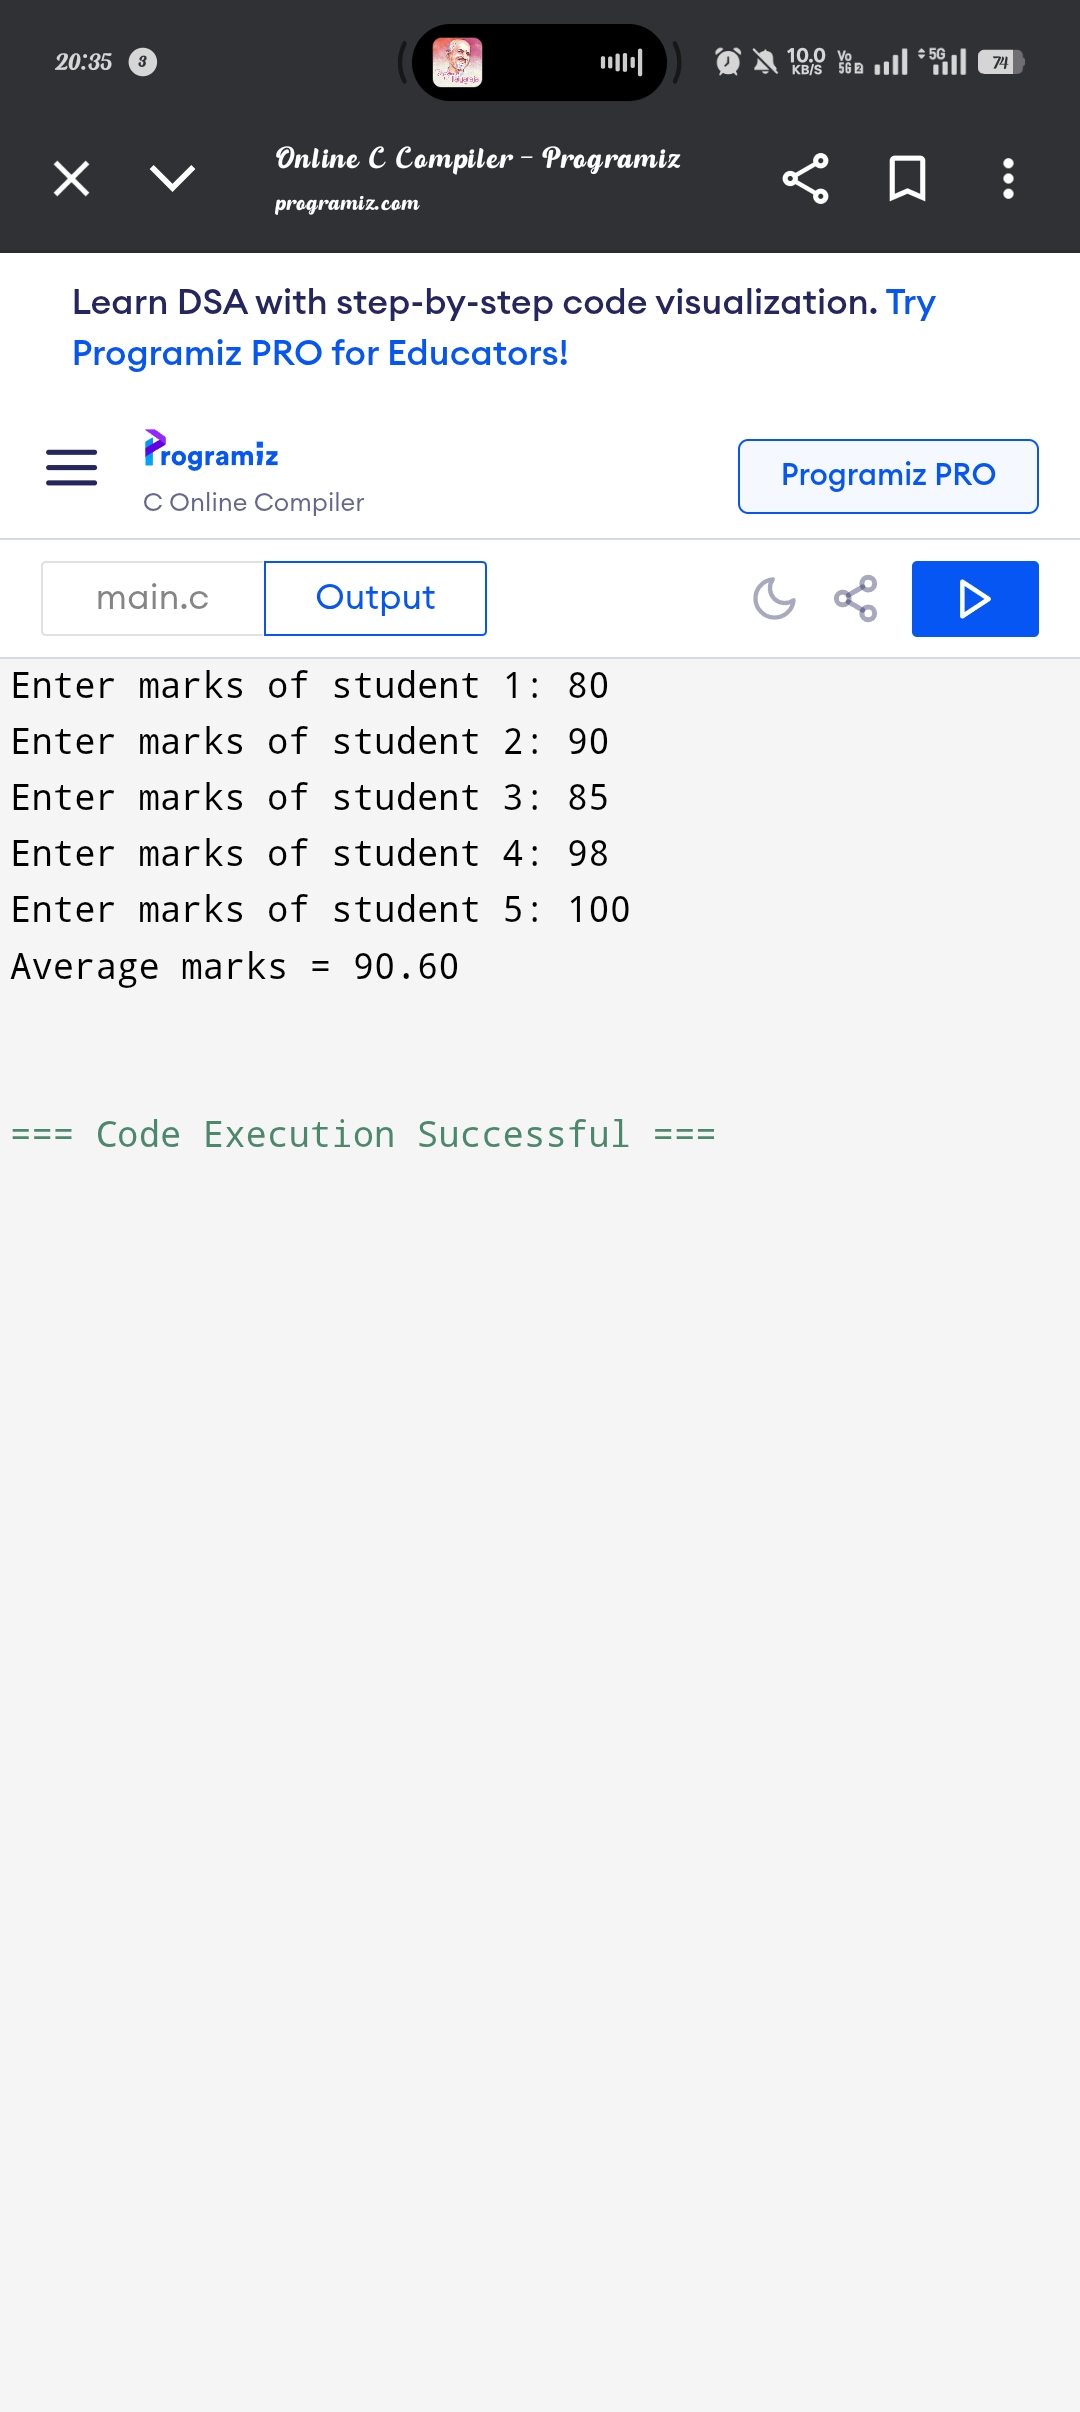 20:35 3 10.0 KB/S Vo 5G 2 5G 74
Online C Compiler - Programiz
programiz.com
Learn DSA with step-by-step code visualization. Try
Programiz PRO for Educators!
Programiz
C Online Compiler
Programiz PRO
main.c Output
Enter marks of student 1: 80
Enter marks of student 2: 90
Enter marks of student 3: 85
Enter marks of student 4: 98
Enter marks of student 5: 100
Average marks = 90.60
=== Code Execution Successful ===